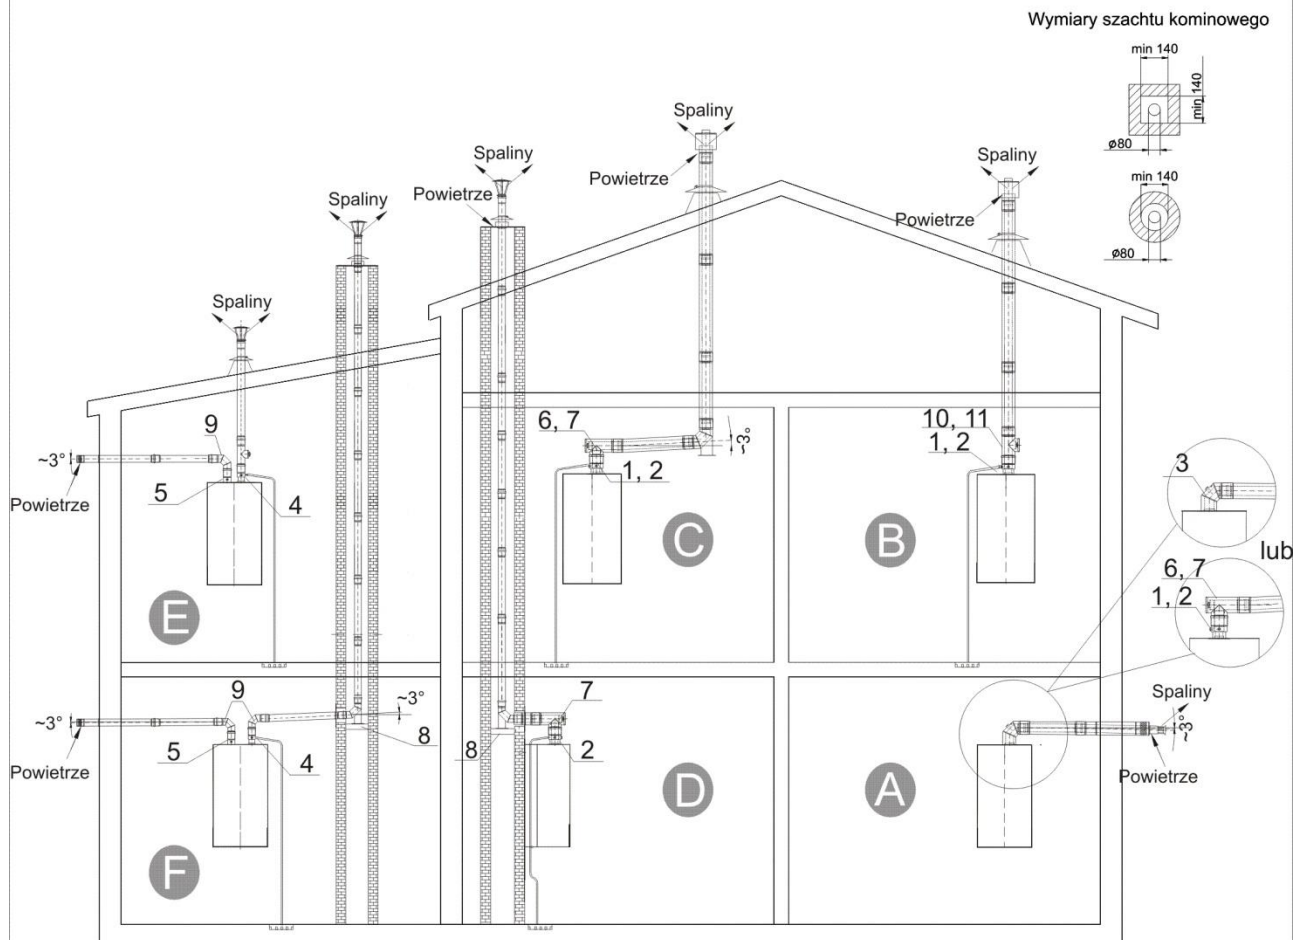 Wymiary szachtu kominowego
min 140
min 140
ø80
min 140
ø80
Spaliny
Powietrze
Spaliny
Powietrze
Spaliny
Powietrze
Spaliny
Spaliny
9
~3°
Powietrze
5
4
E
6, 7
1, 2
~3°
C
10, 11
1, 2
B
3
lub
6, 7
1, 2
~3°
9
Powietrze
5
4
~3°
8
F
7
8
2
D
A
Spaliny
~3°
Powietrze